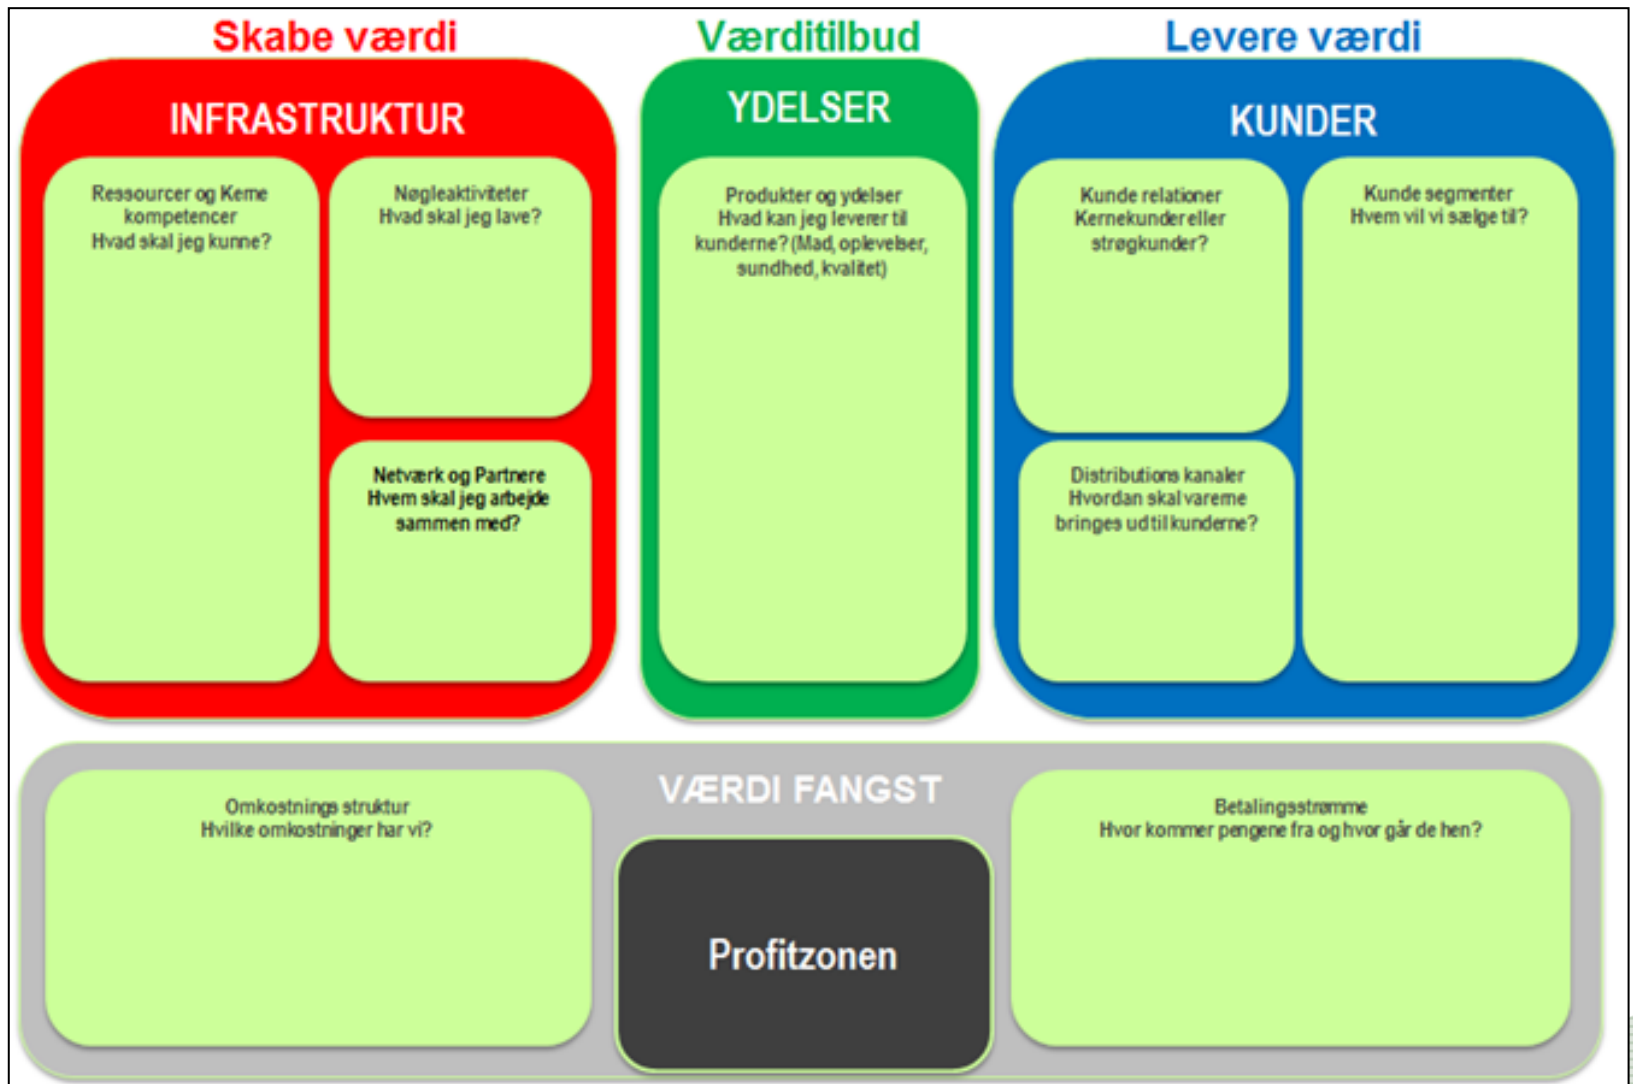 Skabe værdi
Værditilbud
Levere værdi
INFRASTRUKTUR
Ressourcer og Kerne
kompetencer
Hvad skal jeg kunne?
Nøgleaktiviteter
Hvad skal jeg lave?
Netværk og Partnere
Hvem skal jeg arbejde
sammen med?
YDELSER
Produkter og ydelser
Hvad kan jeg leverer til
kunderne? (Mad, oplevelser,
sundhed, kvalitet)
KUNDER
Kunde relationer
Kernekunder eller
strøgkunder?
Kunde segmenter
Hvem vil vi sælge til?
Distributions kanaler
Hvordan skal varerne
bringes ud til kunderne?
VÆRDI FANGST
Omkostnings struktur
Hvilke omkostninger har vi?
Profitzonen
Betalingsstrømme
Hvor kommer pengene fra og hvor går de hen?